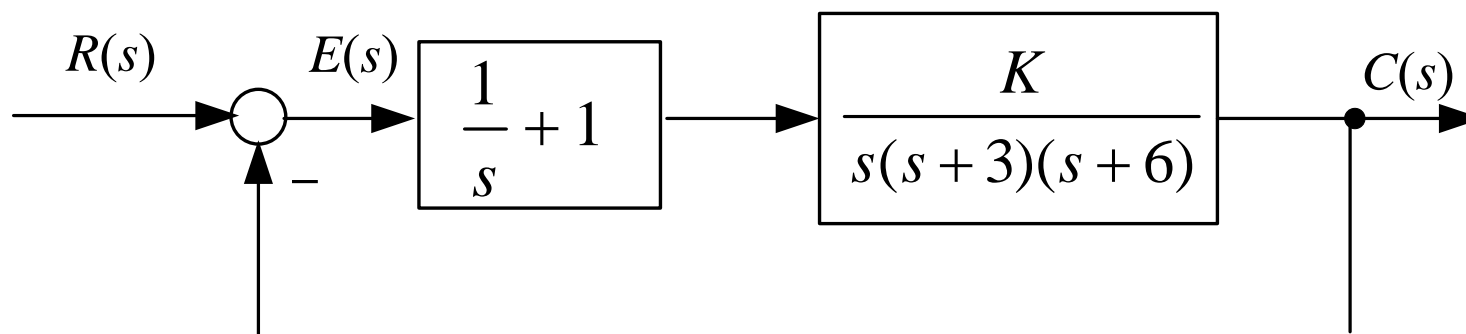 R(s)
E(s)
1/s + 1
K/s(s + 3)(s + 6)
C(s)
−